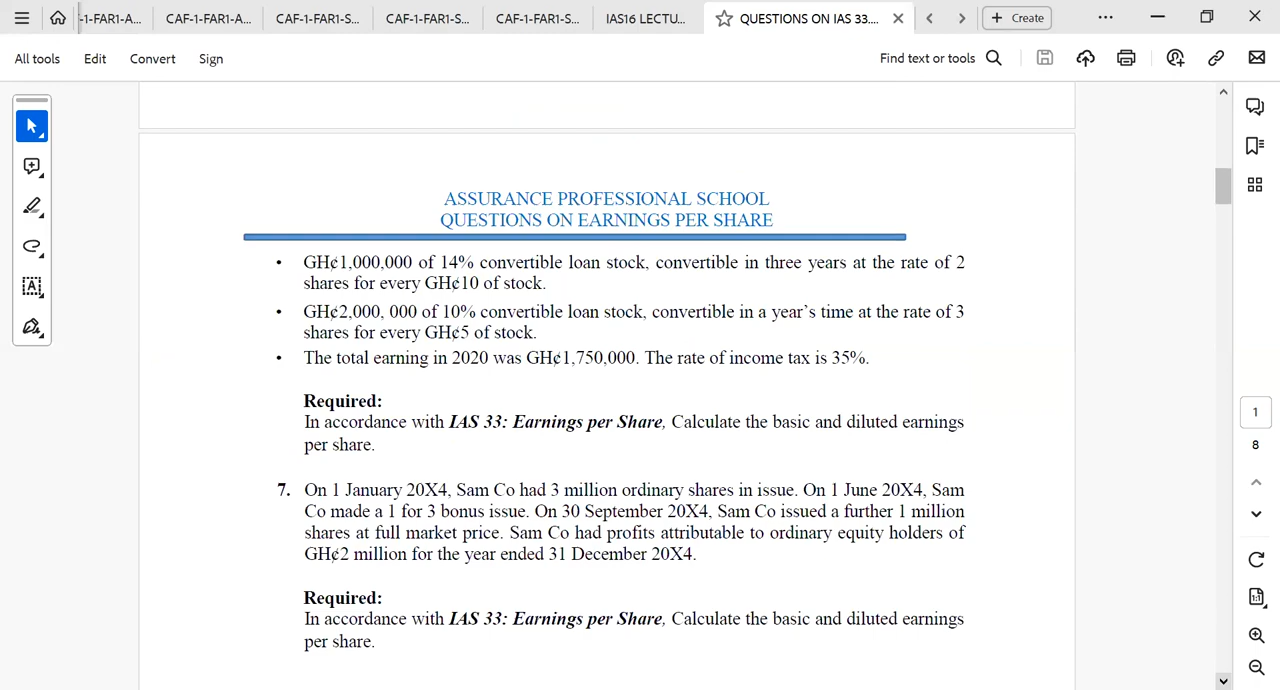 -1-FAR1-A... CAF-1-FAR1-A... CAF-1-FAR1-S... CAF-1-FAR1-S... CAF-1-FAR1-S... IAS16 LECTU... QUESTIONS ON IAS 33.... Create
All tools Edit Convert Sign Find text or tools
ASSURANCE PROFESSIONAL SCHOOL
QUESTIONS ON EARNINGS PER SHARE
• GH¢1,000,000 of 14% convertible loan stock, convertible in three years at the rate of 2
shares for every GH¢10 of stock.
• GH¢2,000, 000 of 10% convertible loan stock, convertible in a year’s time at the rate of 3
shares for every GH¢5 of stock.
• The total earning in 2020 was GH¢1,750,000. The rate of income tax is 35%.
Required:
In accordance with IAS 33: Earnings per Share, Calculate the basic and diluted earnings
per share.
7. On 1 January 20X4, Sam Co had 3 million ordinary shares in issue. On 1 June 20X4, Sam
Co made a 1 for 3 bonus issue. On 30 September 20X4, Sam Co issued a further 1 million
shares at full market price. Sam Co had profits attributable to ordinary equity holders of
GH¢2 million for the year ended 31 December 20X4.
Required:
In accordance with IAS 33: Earnings per Share, Calculate the basic and diluted earnings
per share.
1
8
1:1